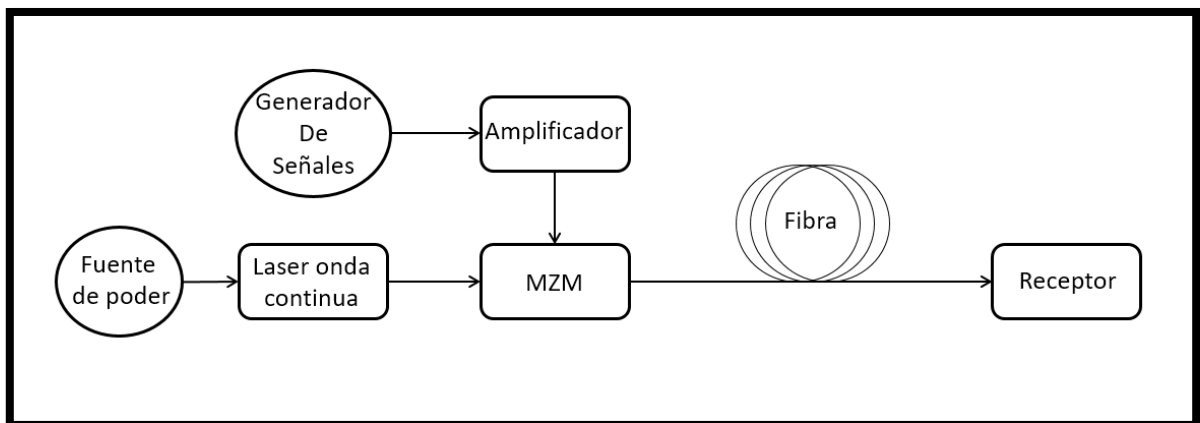 Generador
De
Señales
Amplificador
Fibra
Fuente
de poder
Laser onda
continua
MZM
Receptor